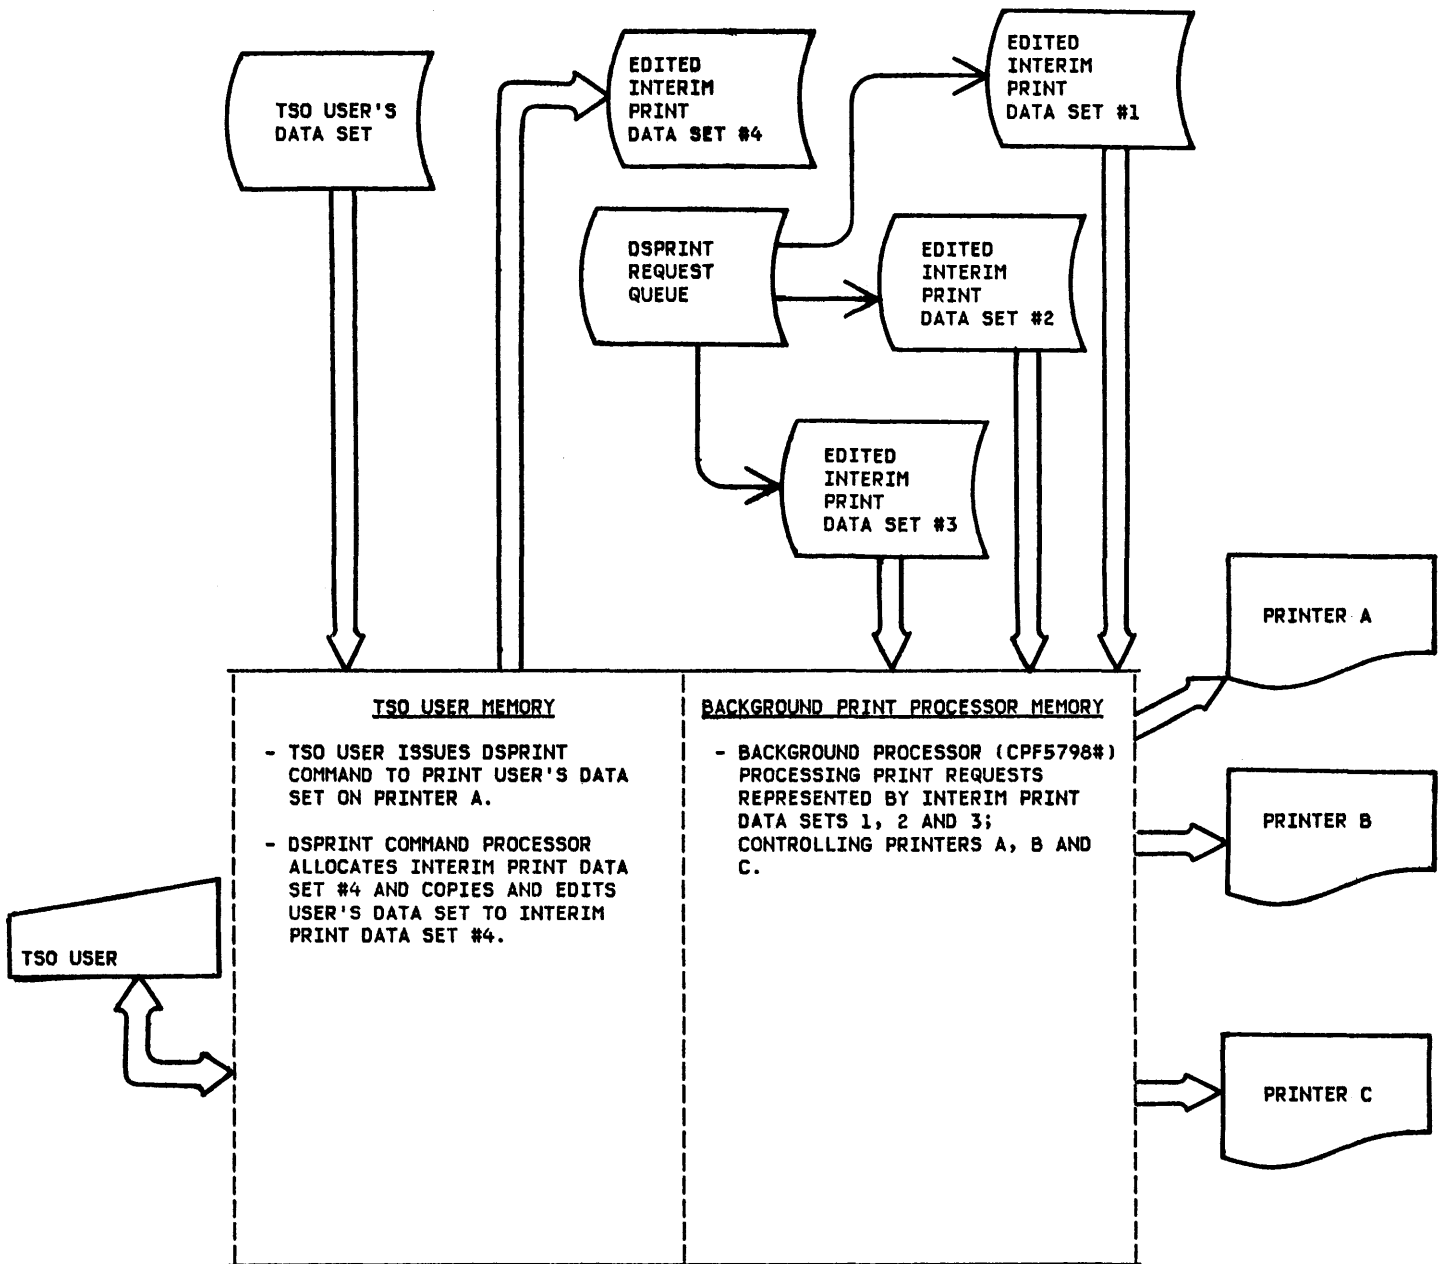 TSO USER'S
DATA SET
EDITED
INTERIM
PRINT
DATA SET #4
EDITED
INTERIM
PRINT
DATA SET #1
DSPRINT
REQUEST
QUEUE
EDITED
INTERIM
PRINT
DATA SET #2
EDITED
INTERIM
PRINT
DATA SET #3
PRINTER A
TSO USER MEMORY
- TSO USER ISSUES DSPRINT
COMMAND TO PRINT USER'S DATA
SET ON PRINTER A.
- DSPRINT COMMAND PROCESSOR
ALLOCATES INTERIM PRINT DATA
SET #4 AND COPIES AND EDITS
USER'S DATA SET TO INTERIM
PRINT DATA SET #4.
BACKGROUND PRINT PROCESSOR MEMORY
- BACKGROUND PROCESSOR (CPF5798#)
PROCESSING PRINT REQUESTS
REPRESENTED BY INTERIM PRINT
DATA SETS 1, 2 AND 3;
CONTROLLING PRINTERS A, B AND
C.
PRINTER B
TSO USER
PRINTER C